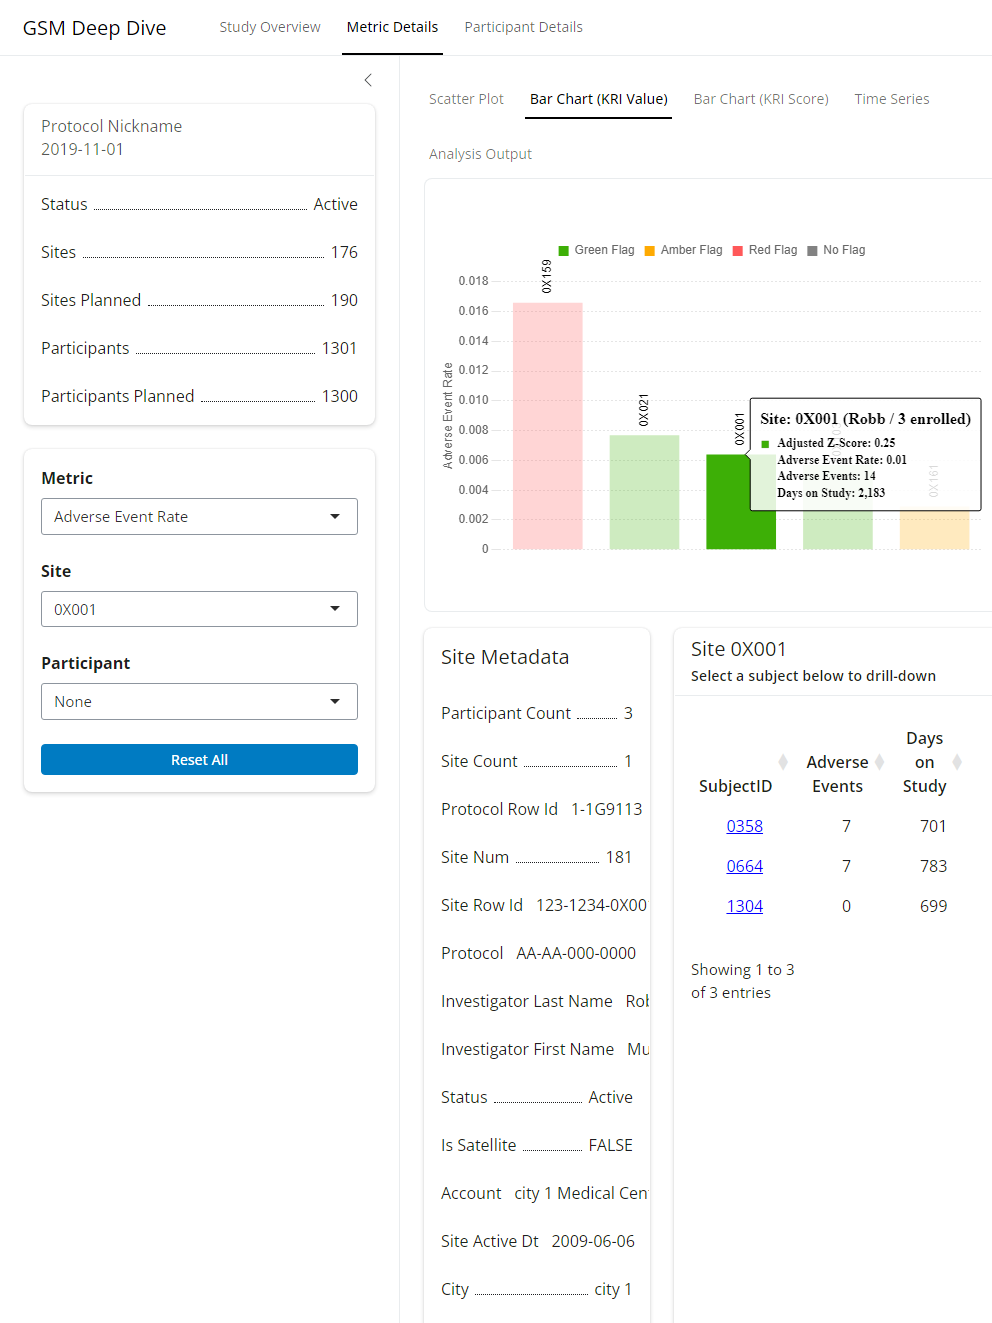 GSM Deep Dive
Study Overview
Metric Details
Participant Details
Protocol Nickname
2019-11-01
Status Active
Sites 176
Sites Planned 190
Participants 1301
Participants Planned 1300
Metric
Adverse Event Rate
Site
0X001
Participant
None
Reset All
Scatter Plot
Bar Chart (KRI Value)
Bar Chart (KRI Score)
Time Series
Analysis Output
Green Flag
Amber Flag
Red Flag
No Flag
Adverse Event Rate
0.018
0.016
0.014
0.012
0.010
0.008
0.006
0.004
0.002
0
0X159
0X021
0X001
0X161
Site: 0X001 (Robb / 3 enrolled)
Adjusted Z-Score: 0.25
Adverse Event Rate: 0.01
Adverse Events: 14
Days on Study: 2,183
Site Metadata
Participant Count 3
Site Count 1
Protocol Row Id 1-1G9113
Site Num 181
Site Row Id 123-1234-0X00
Protocol AA-AA-000-0000
Investigator Last Name Rob
Investigator First Name Mu
Status Active
Is Satellite FALSE
Account city 1 Medical Cen
Site Active Dt 2009-06-06
City city 1
Site 0X001
Select a subject below to drill-down
SubjectID
Adverse
Events
Days
on
Study
0358 7 701
0664 7 783
1304 0 699
Showing 1 to 3
of 3 entries